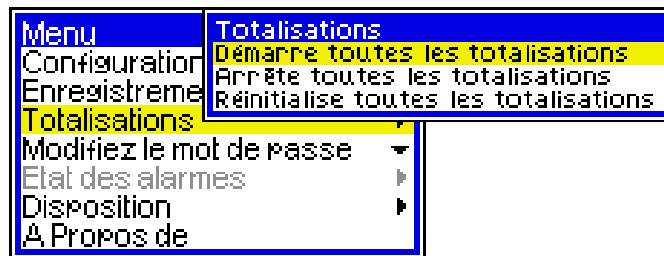 Menu
Configuration
Enregistreme
Totalisations
Modifiez le mot de passe
Etat des alarmes
Disposition
A Propos de
Totalisations
Démarre toutes les totalisations
Arrête toutes les totalisations
Réinitialise toutes les totalisations